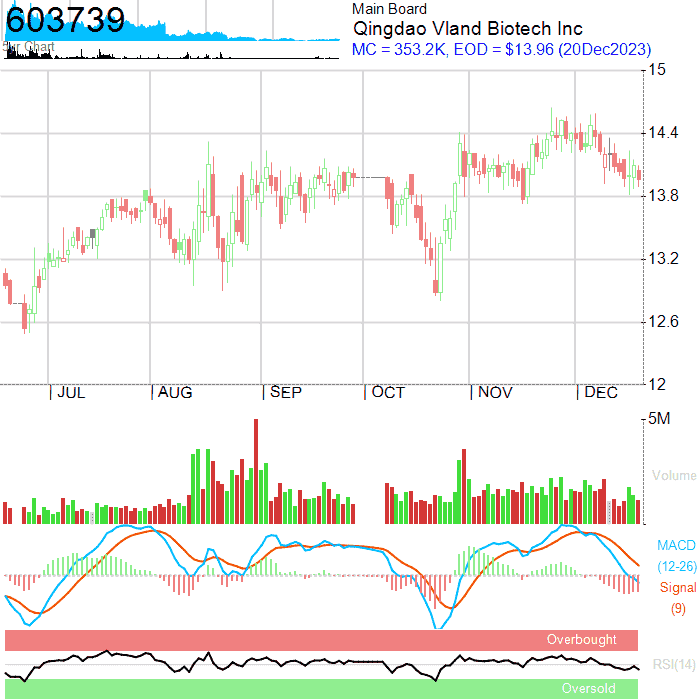 603739
5yr Chart
Main Board
Qingdao Vland Biotech Inc
MC = 353.2K, EOD = $13.96 (20Dec2023)
15
14.4
13.8
13.2
12.6
12
JUL AUG SEP OCT NOV DEC
5M
Volume
MACD
(12-26)
Signal
(9)
Overbought
RSI(14)
Oversold